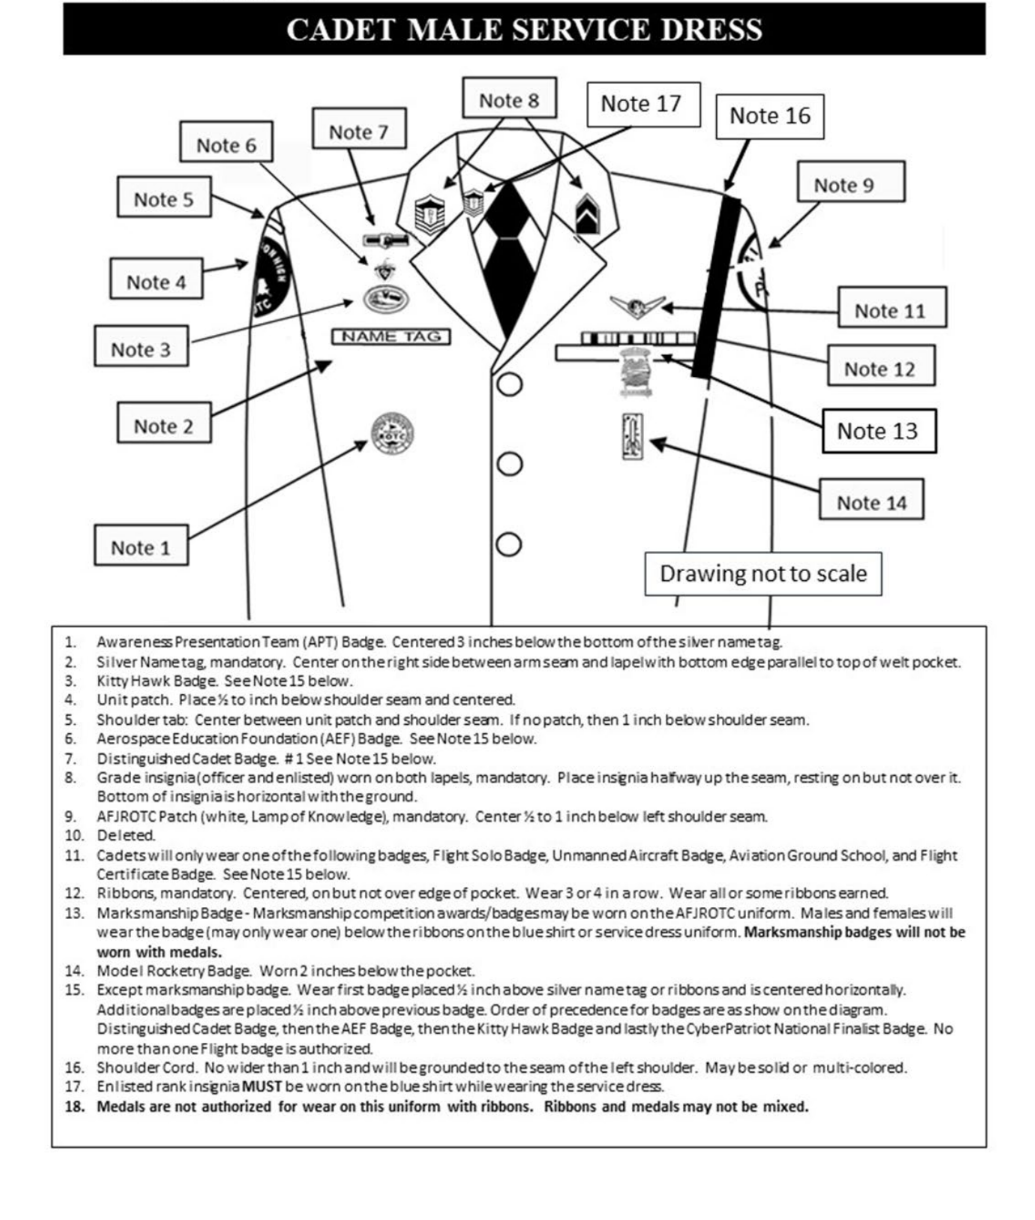 CADET MALE SERVICE DRESS
Note 8
Note 17
Note 16
Note 7
Note 6
Note 9
Note 5
Note 4
Note 11
Note 3
NAME TAG
Note 12
Note 2
Note 13
ROTC
Note 14
Note 1
Drawing not to scale
1. Awareness Presentation Team (APT) Badge. Centered 3 inches below the bottom of the silver name tag.
2. Silver Name tag, mandatory. Center on the right side between arm seam and lapel with bottom edge parallel to top of welt pocket.
3. Kitty Hawk Badge. See Note 15 below.
4. Unit patch. Place ½ to inch below shoulder seam and centered.
5. Shoulder tab: Center between unit patch and shoulder seam. If no patch, then 1 inch below shoulder seam.
6. Aerospace Education Foundation (AEF) Badge. See Note 15 below.
7. Distinguished Cadet Badge. #1 See Note 15 below.
8. Grade insignia (officer and enlisted) worn on both lapels, mandatory. Place insignia halfway up the seam, resting on but not over it.
Bottom of insignia is horizontal with the ground.
9. AFJROTC Patch (white, Lamp of Knowledge), mandatory. Center ½ to 1 inch below left shoulder seam.
10. Deleted.
11. Cadets will only wear one of the following badges, Flight Solo Badge, Unmanned Aircraft Badge, Aviation Ground School, and Flight
Certificate Badge. See Note 15 below.
12. Ribbons, mandatory. Centered, on but not over edge of pocket. Wear 3 or 4 in a row. Wear all or some ribbons earned.
13. Marksmanship Badge - Marksmanship competition awards/badges may be worn on the AFJROTC uniform. Males and females will
wear the badge (may only wear one) below the ribbons on the blue shirt or service dress uniform. Marksmanship badges will not be
worn with medals.
14. Model Rocketry Badge. Worn 2 inches below the pocket.
15. Except marksmanship badge. Wear first badge placed ½ inch above silver name tag or ribbons and is centered horizontally.
Additional badges are placed ½ inch above previous badge. Order of precedence for badges are as show on the diagram.
Distinguished Cadet Badge, then the AEF Badge, then the Kitty Hawk Badge and lastly the CyberPatriot National Finalist Badge. No
more than one Flight badge is authorized.
16. Shoulder Cord. No wider than 1 inch and will be grounded to the seam of the left shoulder. May be solid or multi-colored.
17. Enlisted rank insignia MUST be worn on the blue shirt while wearing the service dress.
18. Medals are not authorized for wear on this uniform with ribbons. Ribbons and medals may not be mixed.